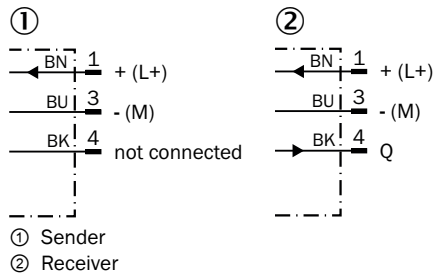 ① ②
BN 1 + (L+) BN 1 + (L+)
BU 3 - (M) BU 3 - (M)
BK 4 not connected BK 4 Q
① Sender
② Receiver